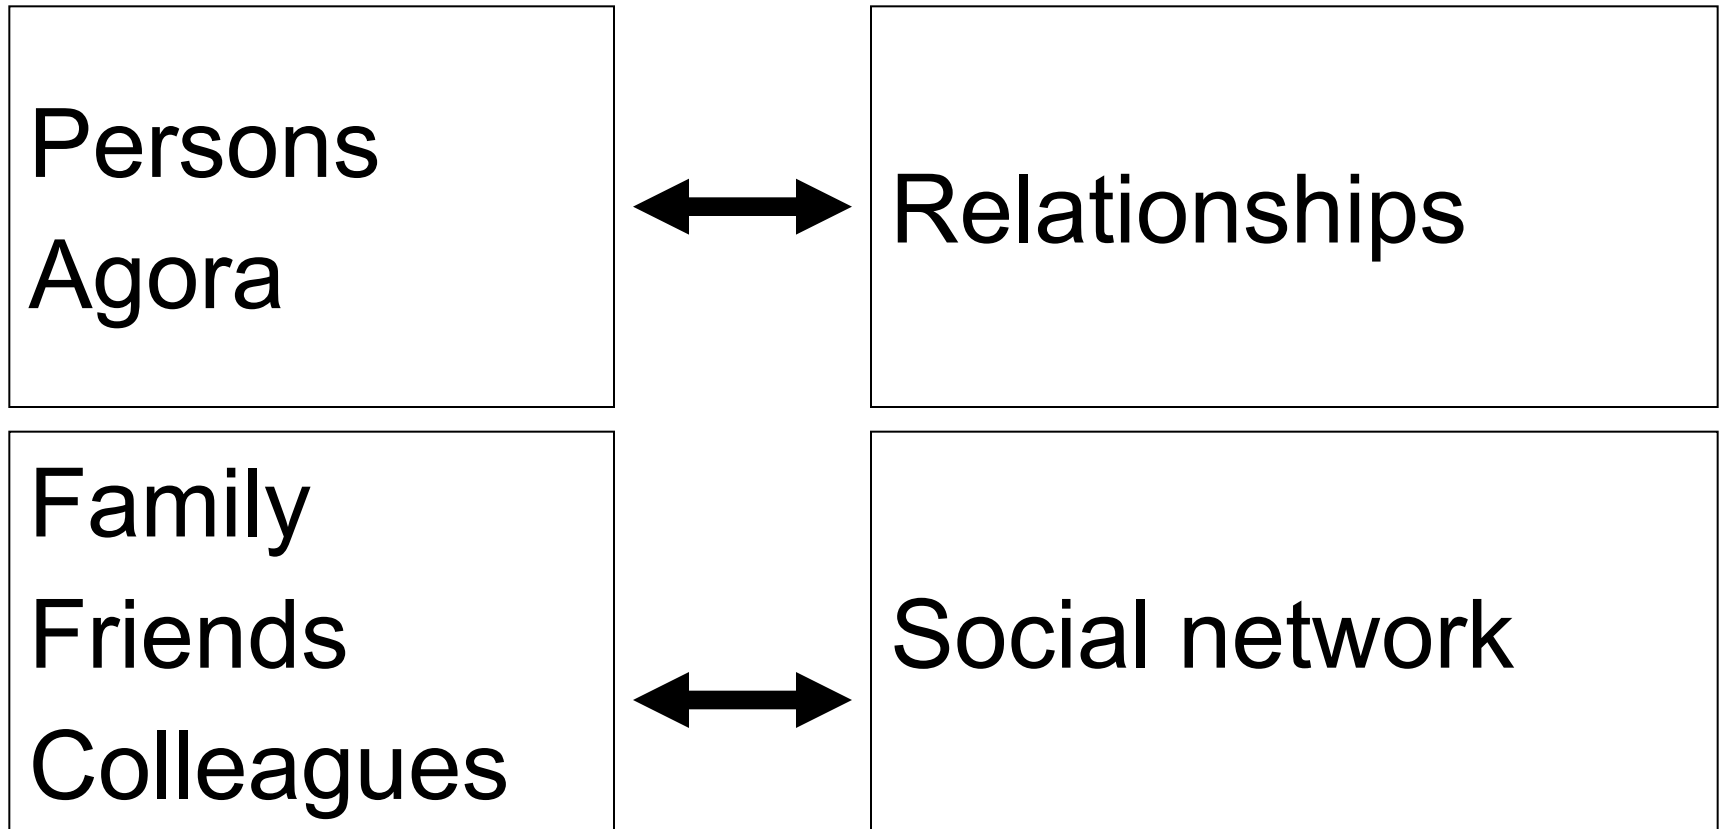 Persons
Agora
Relationships
Family
Friends
Colleagues
Social network